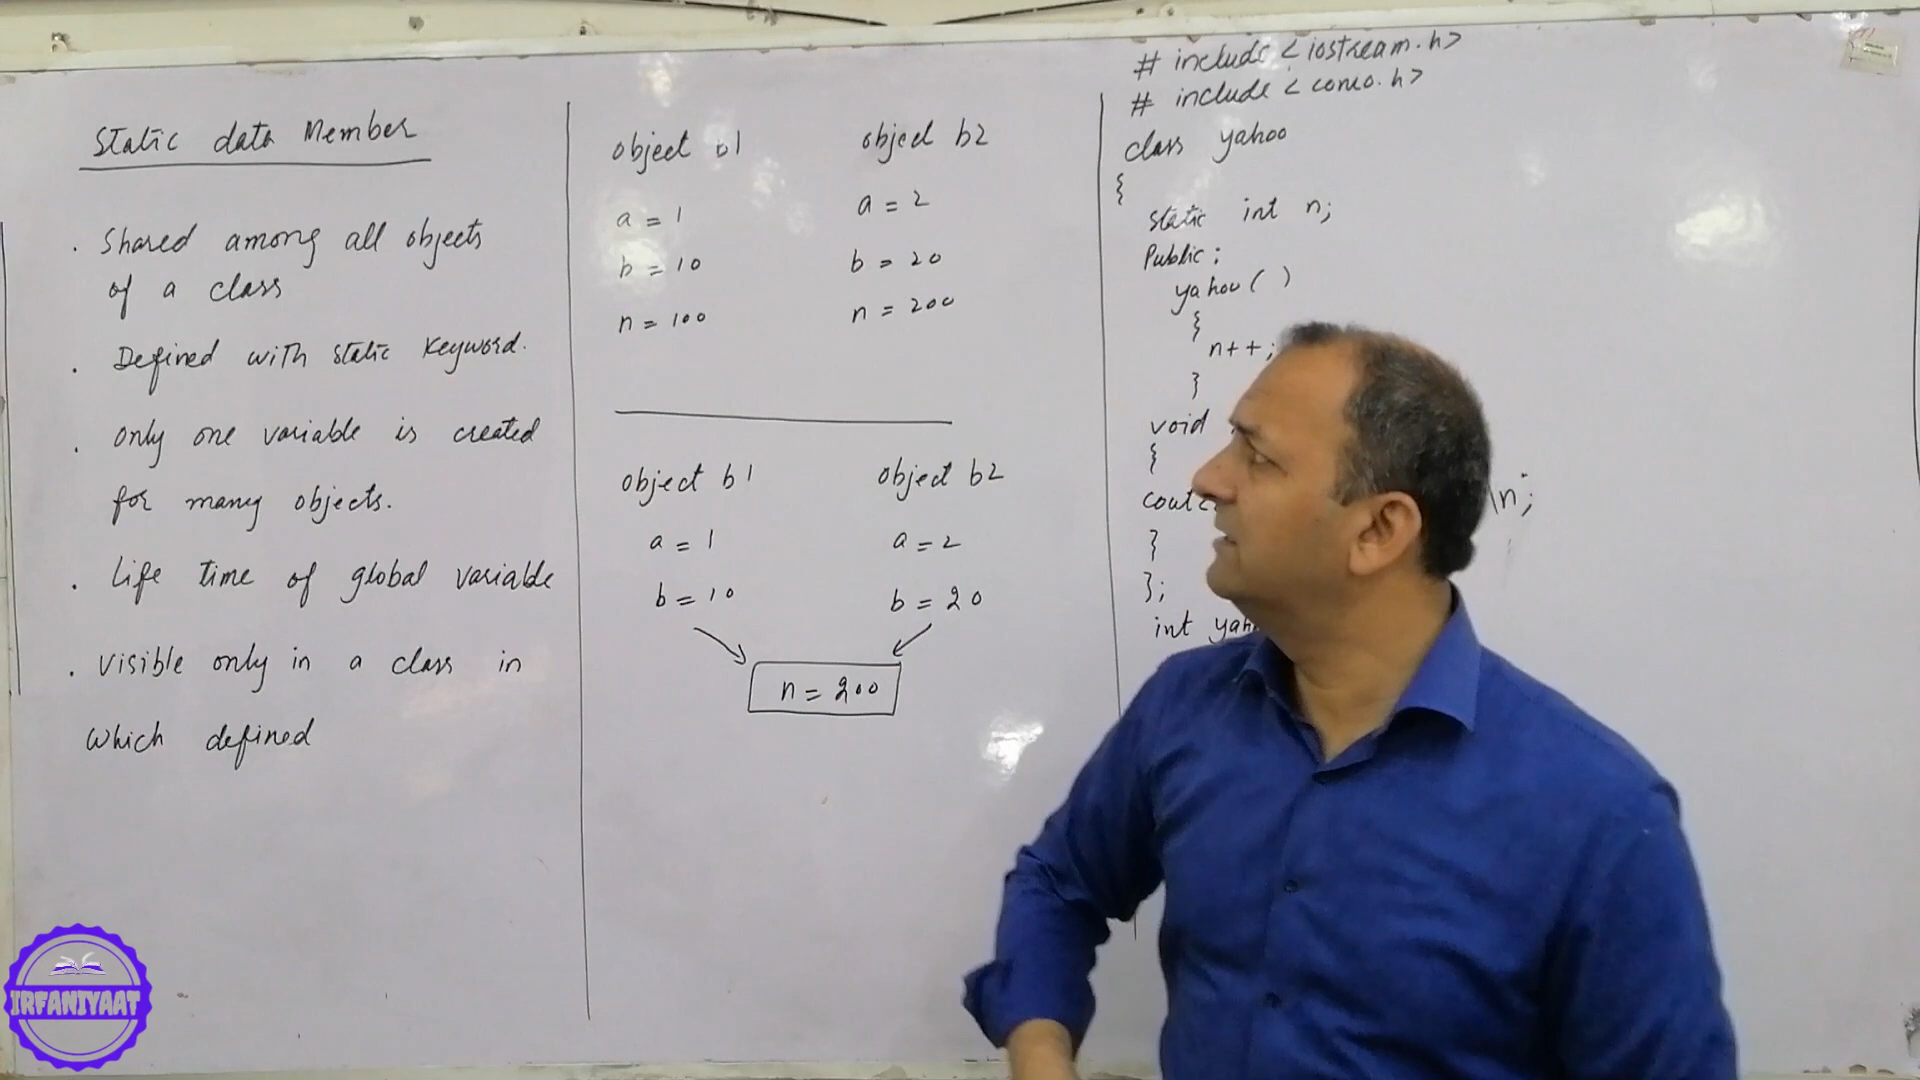 Static data Member
. Shared among all objects
of a class
. Defined with static Keyword.
. only one variable is created
for many objects.
. Life time of global variable
. visible only in a class in
which defined
object b1
a = 1
b = 10
n = 100
object b2
a = 2
b = 20
n = 200
object b1
a = 1
b = 10
object b2
a = 2
b = 20
n = 200
# include <iostream.h>
# include <conio.h>
class yahoo
{
static int n;
Public:
yahoo( )
{
n++;
}
void
{
cout<
\n;
}
};
int yah
IRFANIYAAT